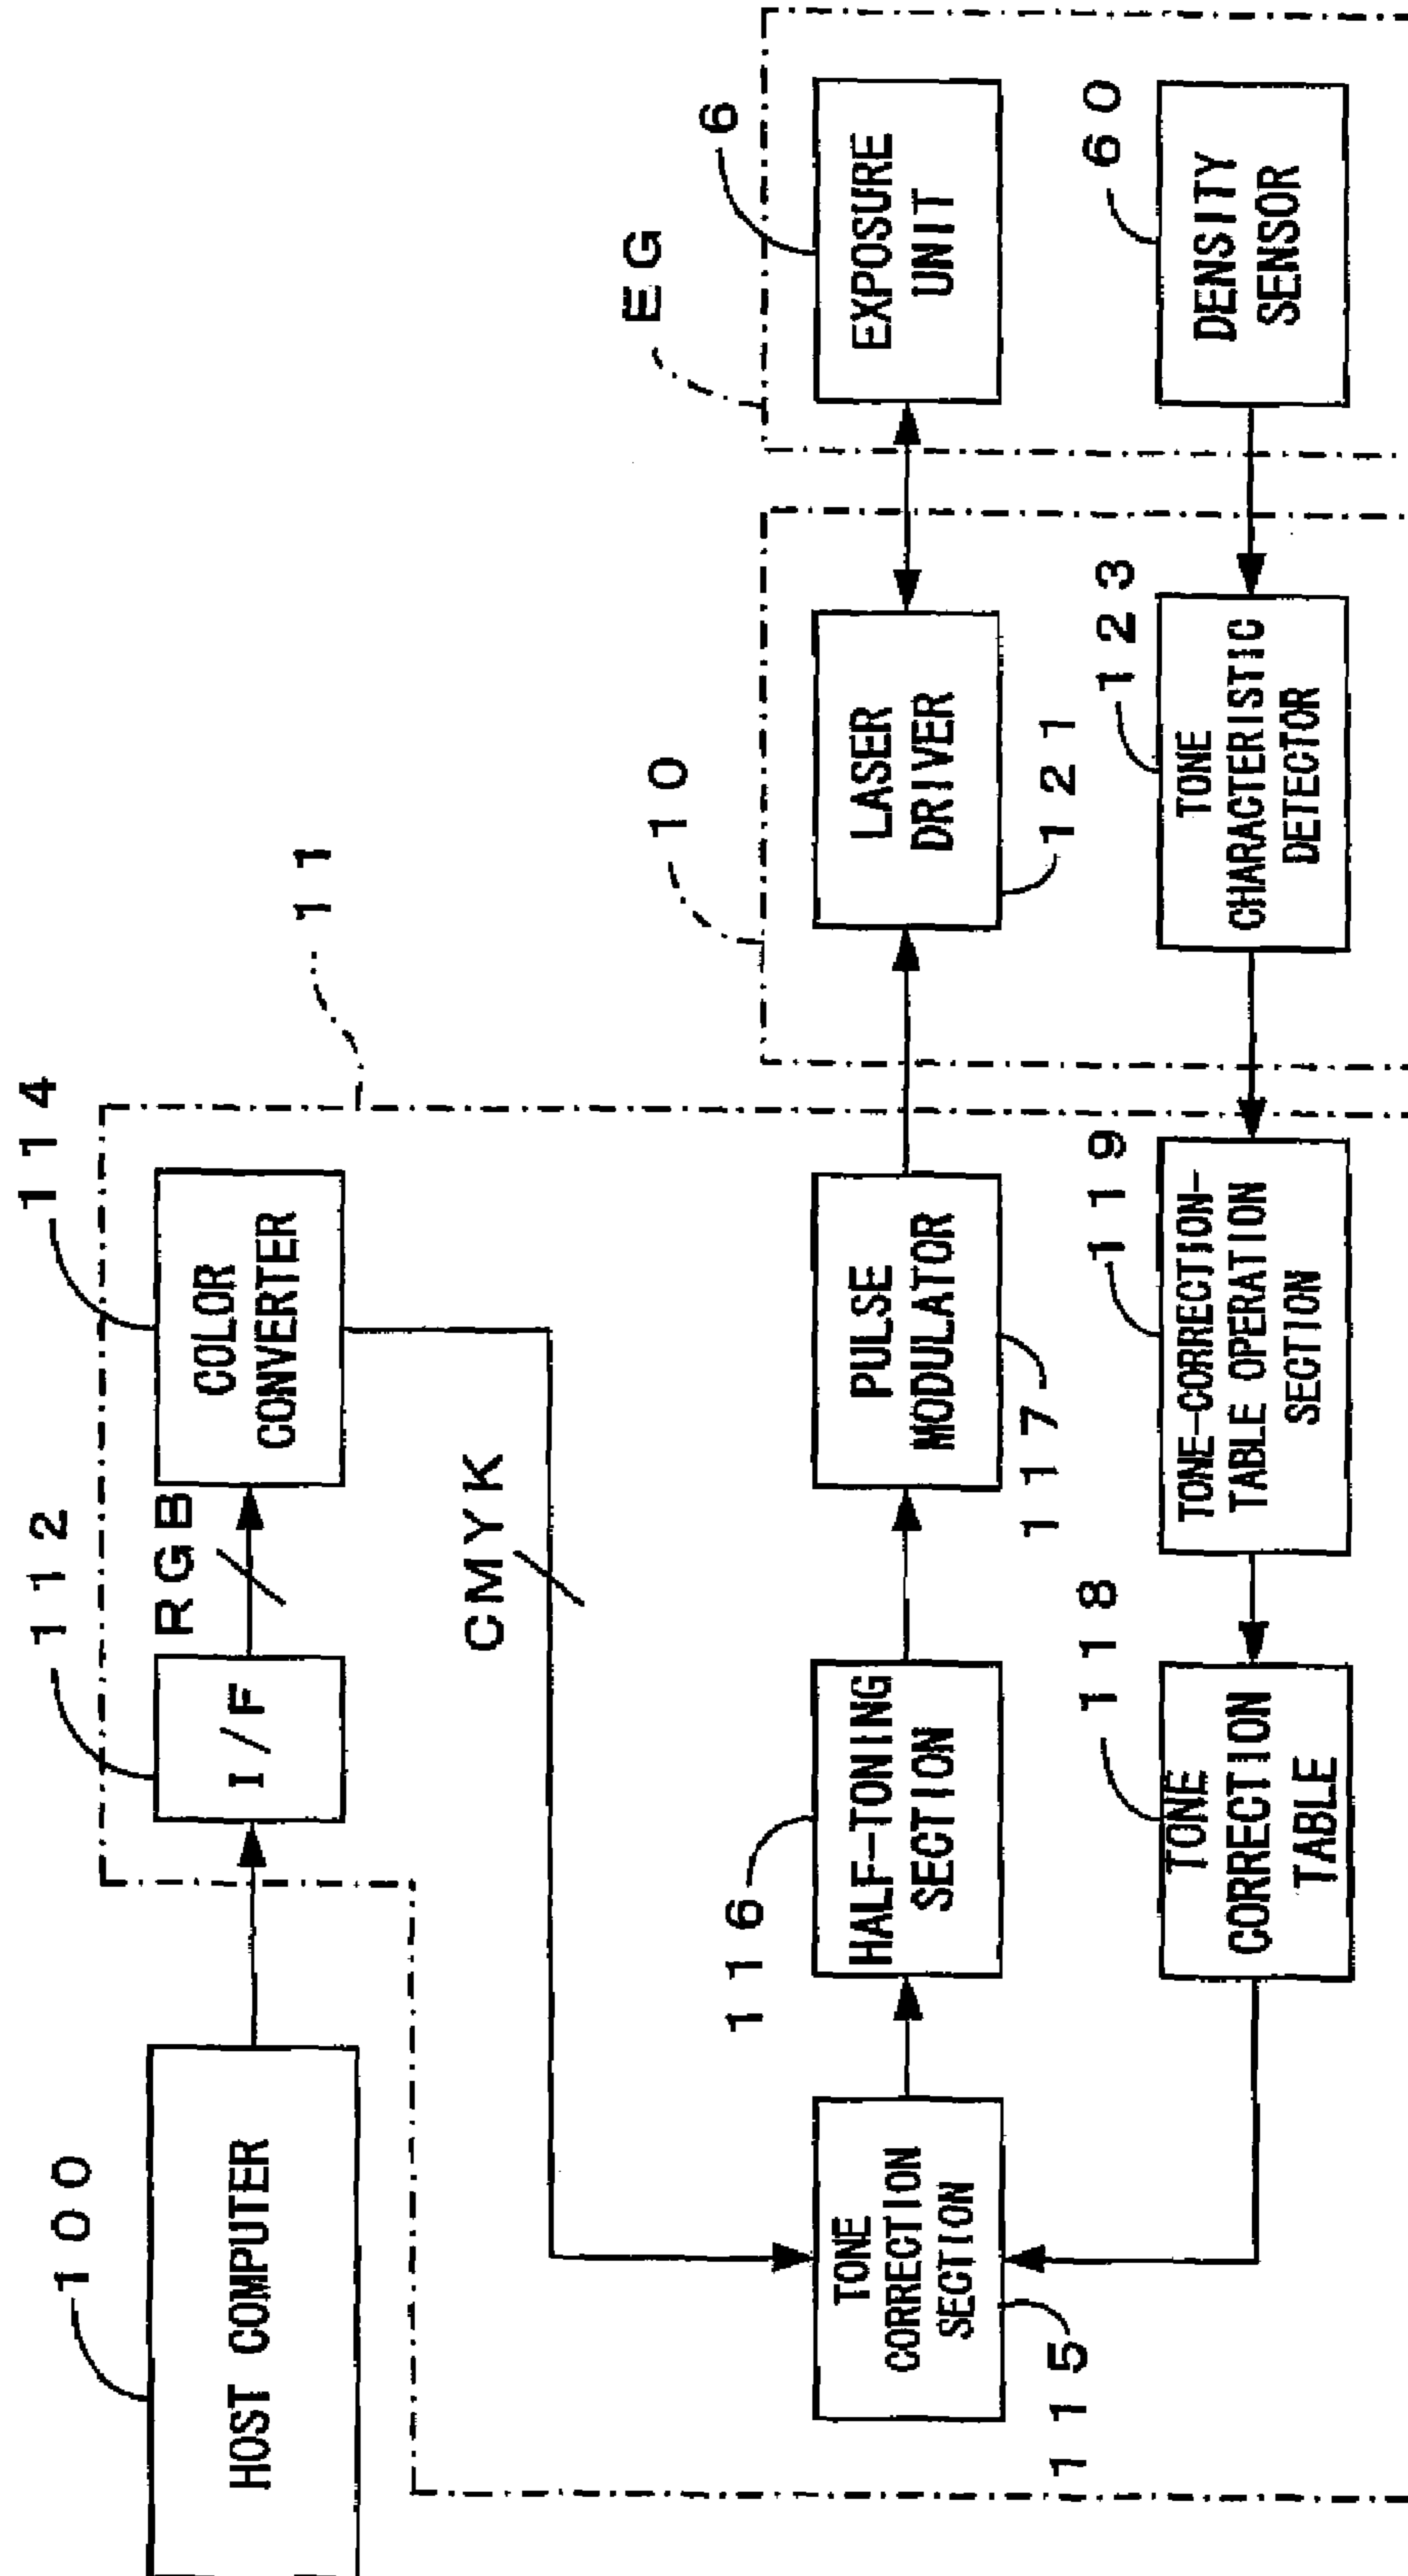 100
HOST COMPUTER
112
I/F
RGB
114
COLOR
CONVERTER
11
CMYK
10
EG
115
TONE
CORRECTION
SECTION
116
HALF-TONING
SECTION
117
PULSE
MODULATOR
121
LASER
DRIVER
6
EXPOSURE
UNIT
118
TONE
CORRECTION
TABLE
119
TONE-CORRECTION-
TABLE OPERATION
SECTION
123
TONE
CHARACTERISTIC
DETECTOR
60
DENSITY
SENSOR